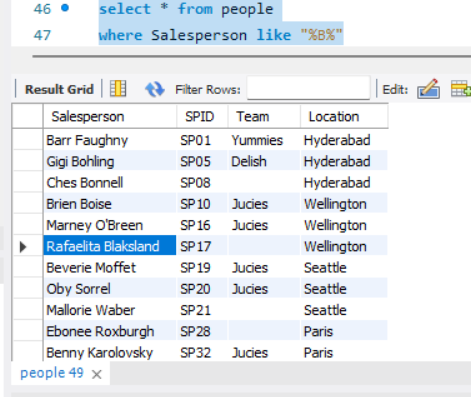 46 select * from people
47 where Salesperson like "%B%"
Result Grid Filter Rows: Edit:
Salesperson SPID Team Location
Barr Faughny SP01 Yummies Hyderabad
Gigi Bohling SP05 Delish Hyderabad
Ches Bonnell SP08 Hyderabad
Brien Boise SP10 Jucies Wellington
Marney O'Breen SP16 Jucies Wellington
Rafaelita Blaksland SP17 Wellington
Beverie Moffet SP19 Jucies Seattle
Oby Sorrel SP20 Jucies Seattle
Mallorie Waber SP21 Seattle
Ebonee Roxburgh SP28 Paris
Benny Karolovsky SP32 Jucies Paris
people 49